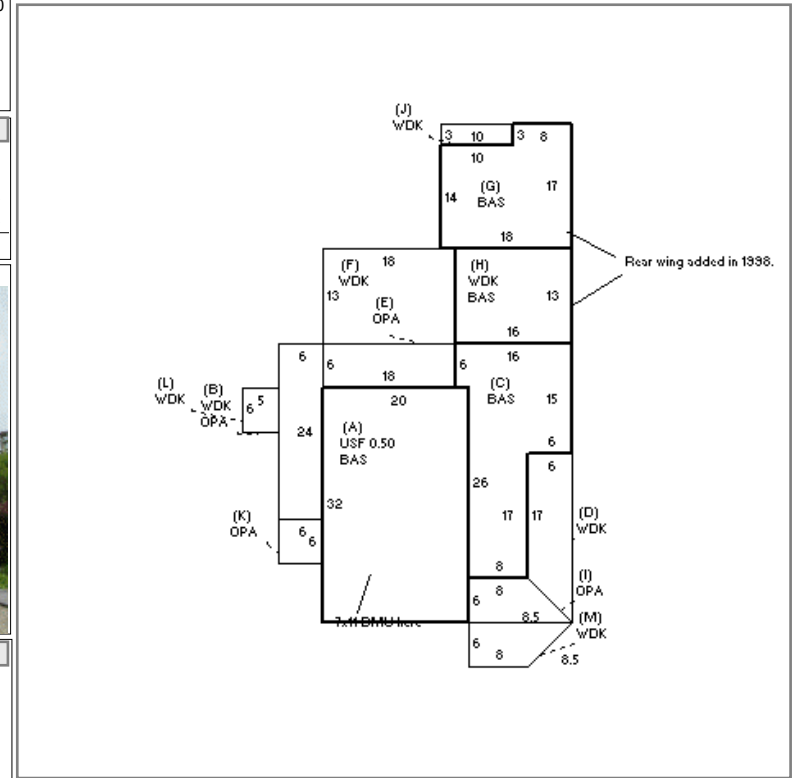 (J)
WDK
3 10 3 8
10
14 (G) 17
BAS
18
(F) 18 (H)
WDK WDK
13 BAS 13
(E)
OPA
16
Rear wing added in 1998.
6 6 6 16
18 (C)
BAS
(L) (B) 5 20 15
WDK WDK 6
OPA
24 (A)
USF 0.50
BAS
6
6
26
32
(K) 6 17 17 (D)
OPA 6 WDK
8
8 (I)
6 OPA
8.5
7x11 BMU here
(M)
WDK
6
8 8.5